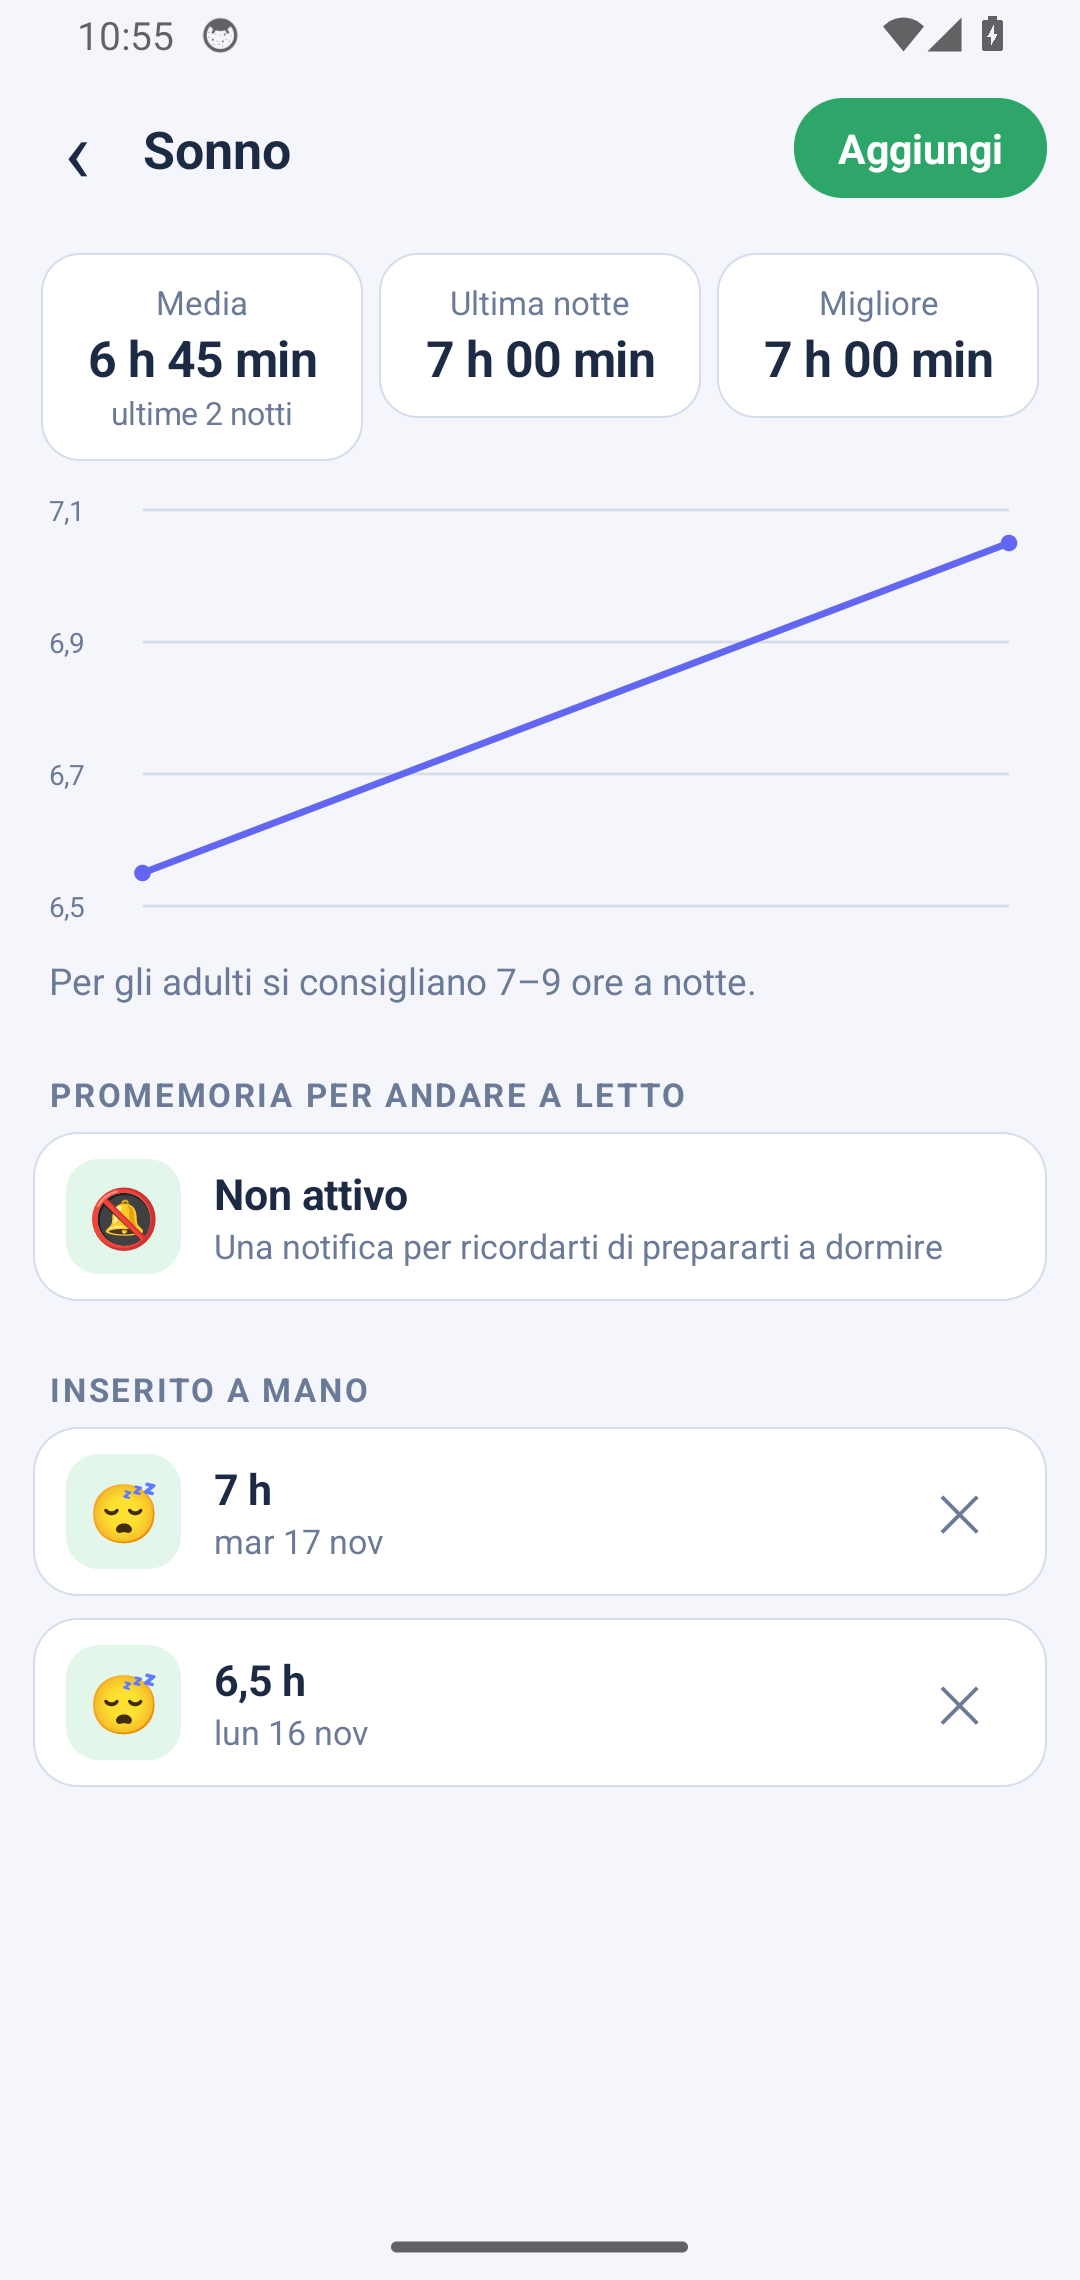 10:55
Sonno
Aggiungi
Media
6 h 45 min
ultime 2 notti
Ultima notte
7 h 00 min
Migliore
7 h 00 min
7,1
6,9
6,7
6,5
Per gli adulti si consigliano 7–9 ore a notte.
PROMEMORIA PER ANDARE A LETTO
Non attivo
Una notifica per ricordarti di prepararti a dormire
INSERITO A MANO
7 h
mar 17 nov
6,5 h
lun 16 nov